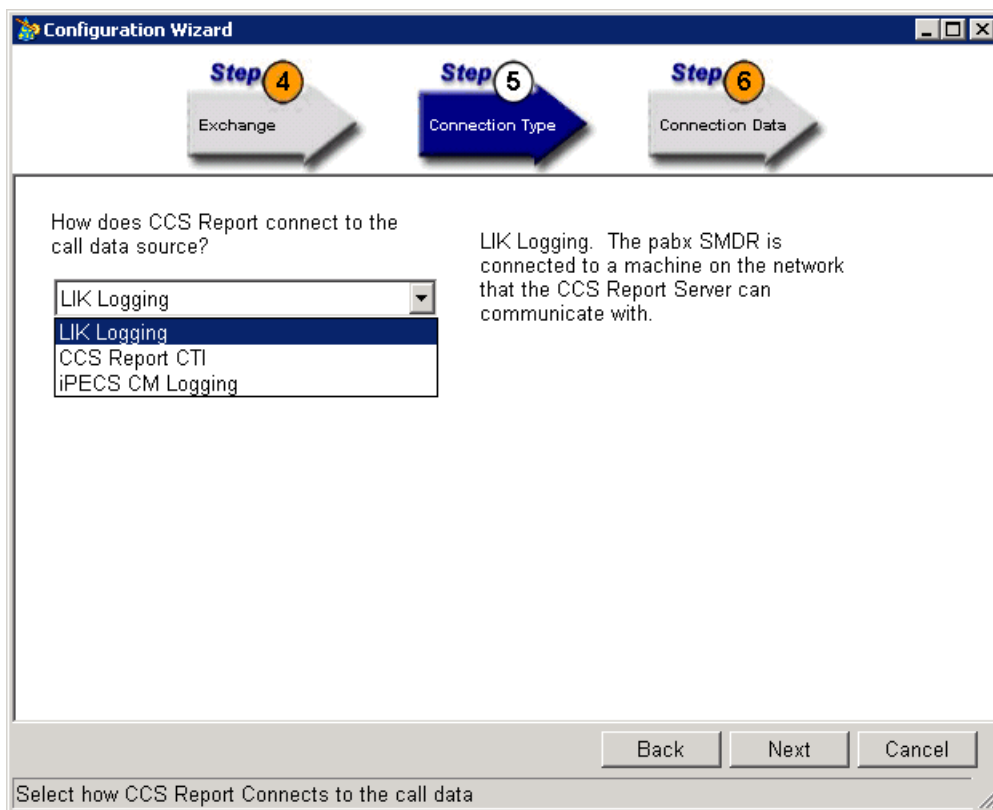 Configuration Wizard
Step 4
Exchange
Step 5
Connection Type
Step 6
Connection Data
How does CCS Report connect to the
call data source?
LIK Logging
LIK Logging
CCS Report CTI
iPECS CM Logging
LIK Logging.  The pabx SMDR is
connected to a machine on the network
that the CCS Report Server can
communicate with.
Back
Next
Cancel
Select how CCS Report Connects to the call data